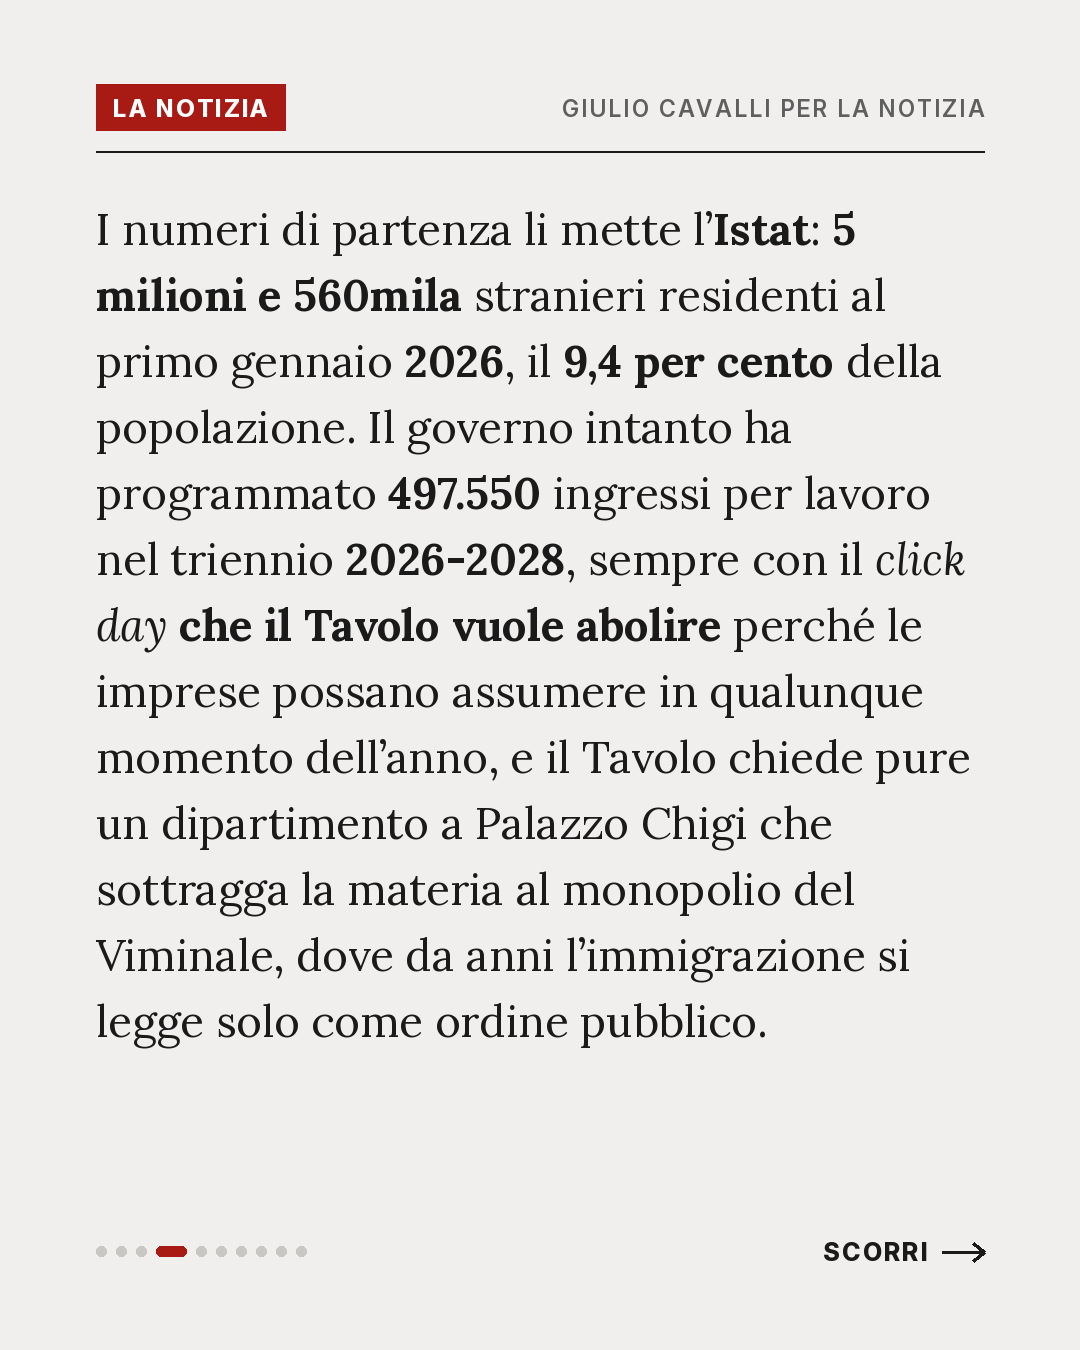 LA NOTIZIA
GIULIO CAVALLI PER LA NOTIZIA
I numeri di partenza li mette l’Istat: 5
milioni e 560mila stranieri residenti al
primo gennaio 2026, il 9,4 per cento della
popolazione. Il governo intanto ha
programmato 497.550 ingressi per lavoro
nel triennio 2026-2028, sempre con il click
day che il Tavolo vuole abolire perché le
imprese possano assumere in qualunque
momento dell’anno, e il Tavolo chiede pure
un dipartimento a Palazzo Chigi che
sottragga la materia al monopolio del
Viminale, dove da anni l’immigrazione si
legge solo come ordine pubblico.
SCORRI